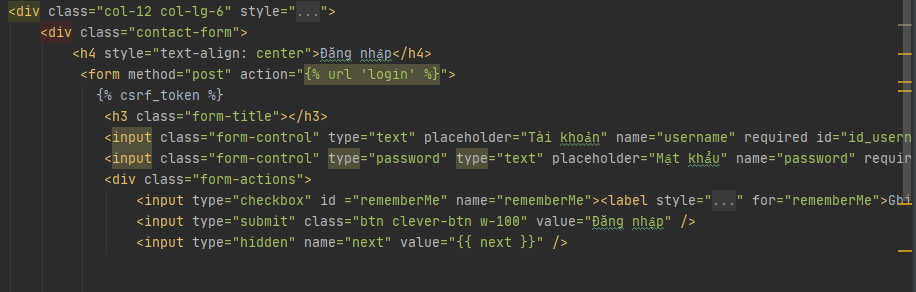 <div class="col-12 col-lg-6" style="...">
<div class="contact-form">
<h4 style="text-align: center">Đăng nhập</h4>
<form method="post" action="{% url 'login' %}">
{% csrf_token %}
<h3 class="form-title"></h3>
<input class="form-control" type="text" placeholder="Tài khoản" name="username" required id="id_usern
<input class="form-control" type="password" type="text" placeholder="Mật khẩu" name="password" requir
<div class="form-actions">
<input type="checkbox" id ="rememberMe" name="rememberMe"><label style="..." for="rememberMe">Ghi
<input type="submit" class="btn clever-btn w-100" value="Đăng nhập" />
<input type="hidden" name="next" value="{{ next }}" />